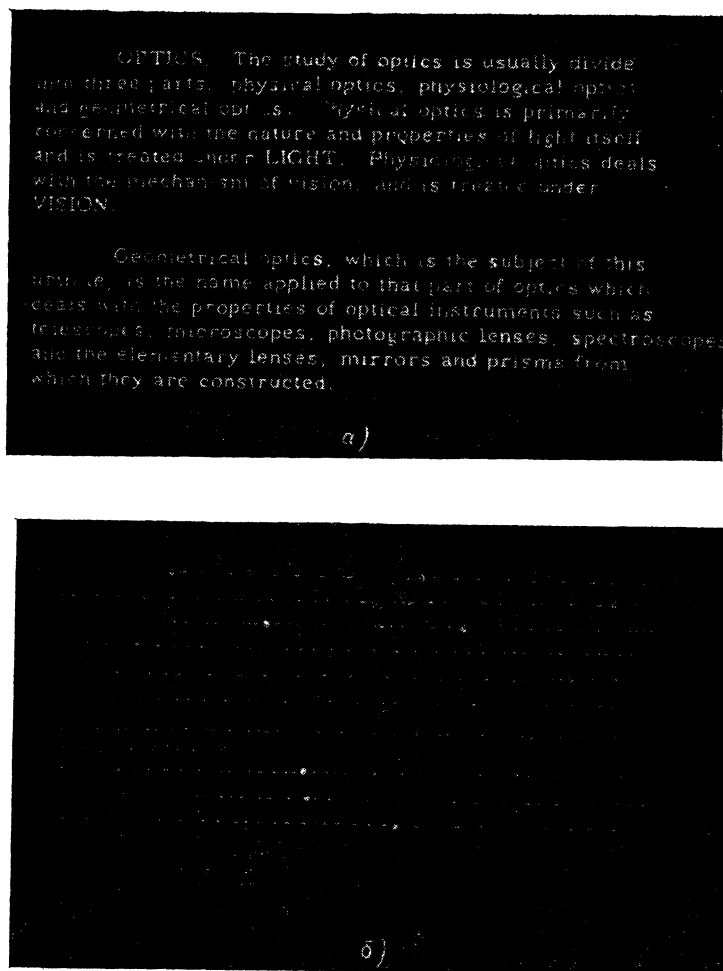 OPTICS. The study of optics is usually divide
into three parts, physical optics, physiological optics
and geometrical optics. Physical optics is primarily
concerned with the nature and properties of light itself
and is treated under LIGHT. Physiological optics deals
with the mechanism of vision, and is treated under
VISION.
Geometrical optics, which is the subject of this
article, is the name applied to that part of optics which
deals with the properties of optical instruments such as
telescopes, microscopes, photographic lenses, spectroscopes
and the elementary lenses, mirrors and prisms from
which they are constructed.
а)
б)